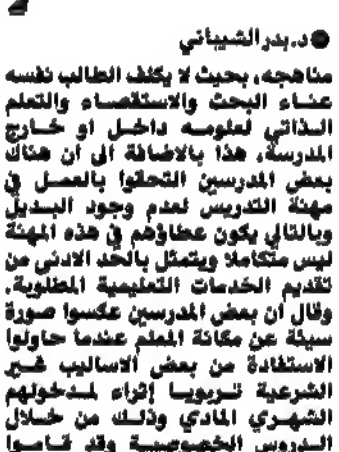 ● د. بدر الشيباني
مناهجه، بحيث لا يكلف الطالب نفسه
عناء البحث والاستقصاء والتعلم
الذاتي لعلومه داخل او خارج
المدرسة، هذا بالاضافة الى ان هناك
بعض المدرسين التحقوا بالعمل في
مهنة التدريس لعدم وجود البديل
وبالتالي يكون عطاؤهم في هذه المهنة
ليس متكاملا ويتمثل بالحد الادنى من
تقديم الخدمات التعليمية المطلوبة.
وقال ان بعض المدرسين عكسوا صورة
سيئة عن مكانة المعلم عندما حاولوا
الاستفادة من بعض الاساليب غير
الشرعية تربويا إثراء لمدخولهم
الشهري المادي وذلك من خلال
الدروس الخصوصية وقد قاموا